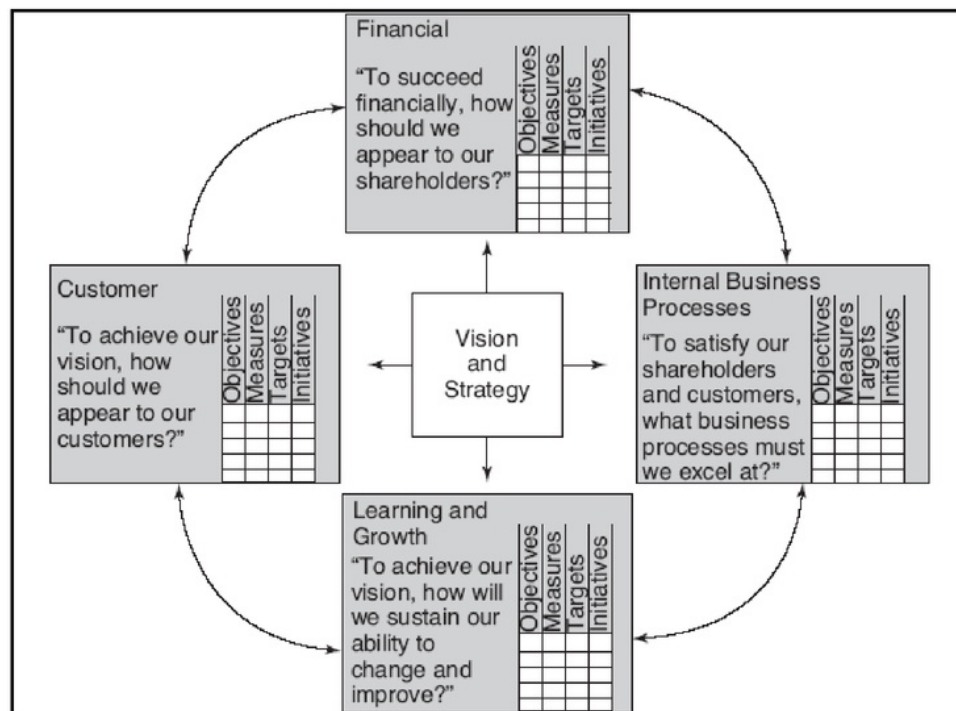 Financial
“To succeed
financially, how
should we
appear to our
shareholders?”
Objectives
Measures
Targets
Initiatives
Customer
“To achieve our
vision, how
should we
appear to our
customers?”
Objectives
Measures
Targets
Initiatives
Vision
and
Strategy
Internal Business
Processes
“To satisfy our
shareholders
and customers,
what business
processes must
we excel at?”
Objectives
Measures
Targets
Initiatives
Learning and
Growth
“To achieve our
vision, how will
we sustain our
ability to
change and
improve?”
Objectives
Measures
Targets
Initiatives